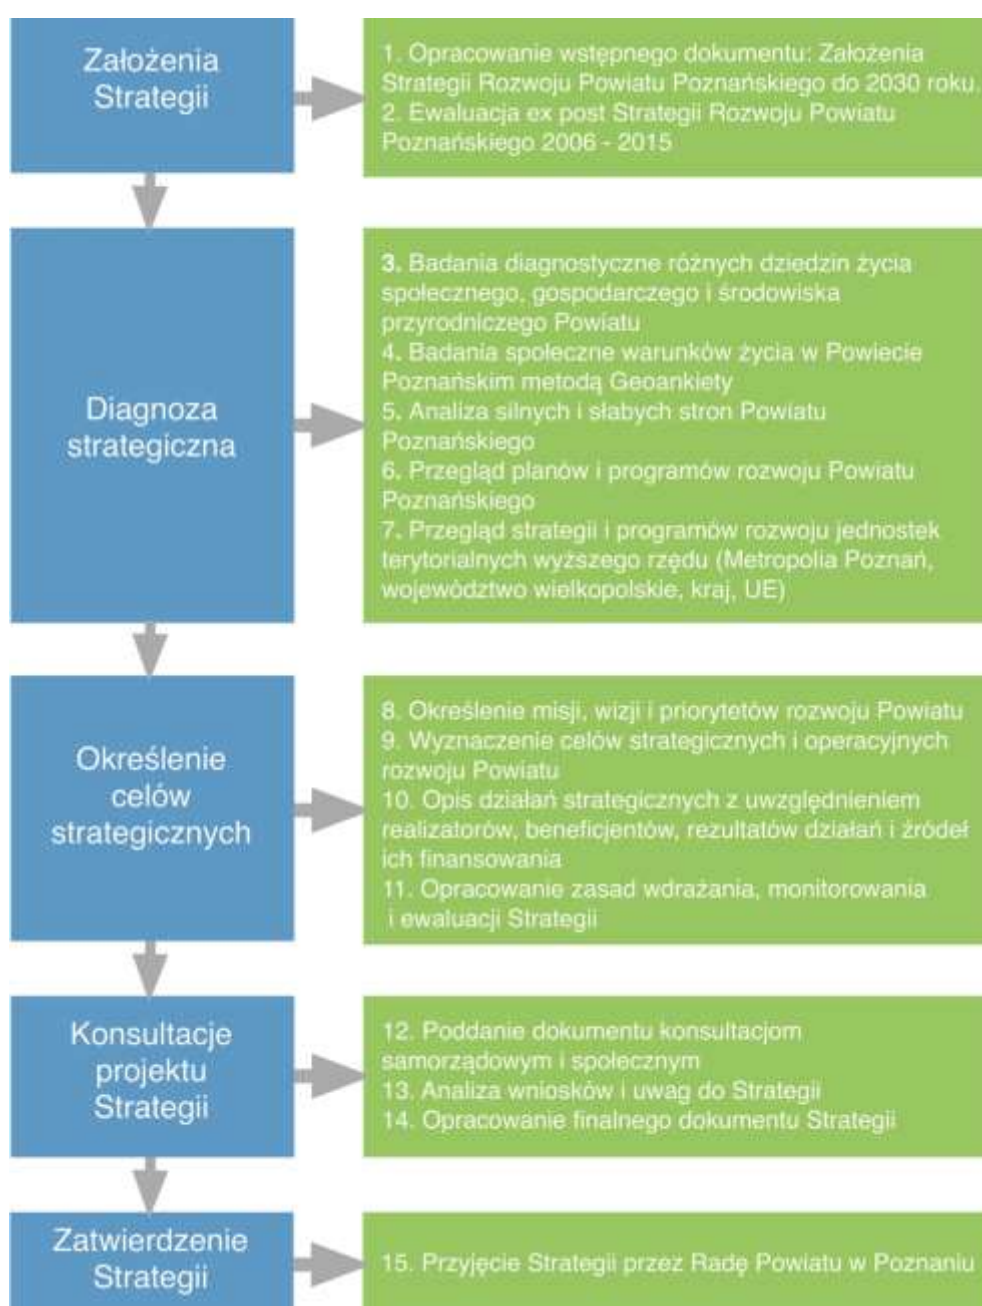 Założenia
Strategii
1. Opracowanie wstępnego dokumentu: Założenia
Strategii Rozwoju Powiatu Poznańskiego do 2030 roku.
2. Ewaluacja ex post Strategii Rozwoju Powiatu
Poznańskiego 2006 - 2015
Diagnoza
strategiczna
3. Badania diagnostyczne różnych dziedzin życia
społecznego, gospodarczego i środowiska
przyrodniczego Powiatu
4. Badania społeczne warunków życia w Powiecie
Poznańskim metodą Geoankiety
5. Analiza silnych i słabych stron Powiatu
Poznańskiego
6. Przegląd planów i programów rozwoju Powiatu
Poznańskiego
7. Przegląd strategii i programów rozwoju jednostek
terytorialnych wyższego rzędu (Metropolia Poznań,
województwo wielkopolskie, kraj, UE)
Określenie
celów
strategicznych
8. Określenie misji, wizji i priorytetów rozwoju Powiatu
9. Wyznaczenie celów strategicznych i operacyjnych
rozwoju Powiatu
10. Opis działań strategicznych z uwzględnieniem
realizatorów, beneficjentów, rezultatów działań i źródeł
ich finansowania
11. Opracowanie zasad wdrażania, monitorowania
i ewaluacji Strategii
Konsultacje
projektu
Strategii
12. Poddanie dokumentu konsultacjom
samorządowym i społecznym
13. Analiza wniosków i uwag do Strategii
14. Opracowanie finalnego dokumentu Strategii
Zatwierdzenie
Strategii
15. Przyjęcie Strategii przez Radę Powiatu w Poznaniu